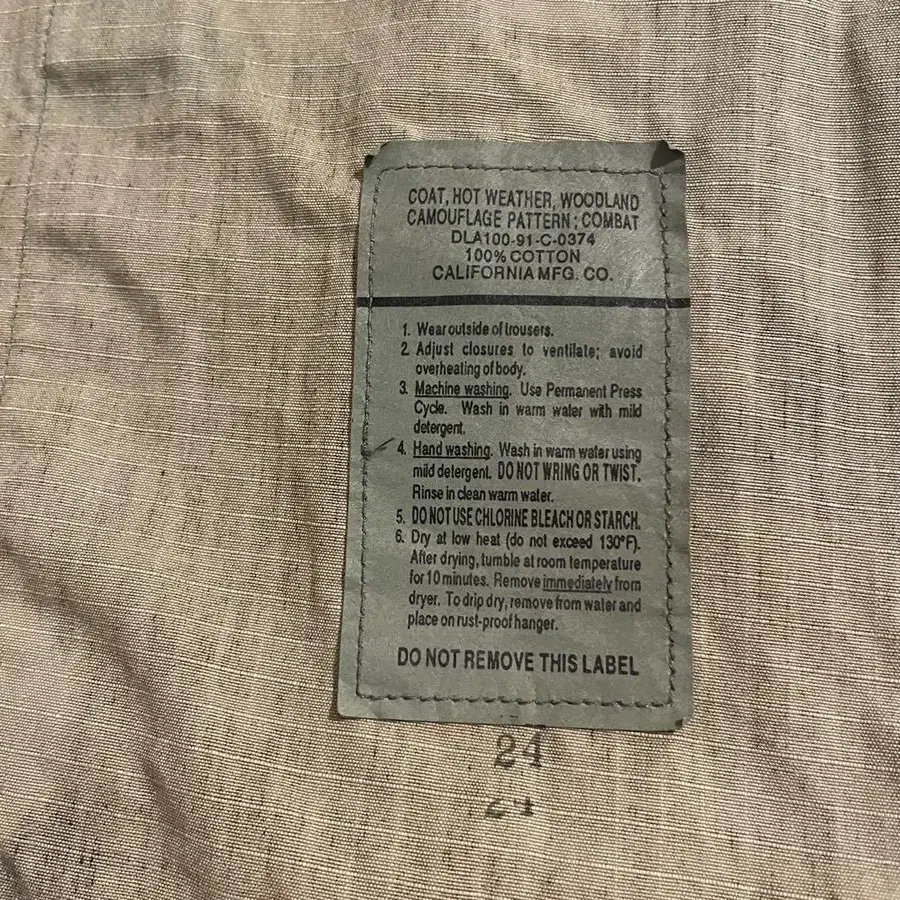 COAT, HOT WEATHER, WOODLAND
CAMOUFLAGE PATTERN; COMBAT
DLA100-91-C-0374
100% COTTON
CALIFORNIA MFG. CO.
1. Wear outside of trousers.
2. Adjust closures to ventilate; avoid
overheating of body.
3. Machine washing. Use Permanent Press
Cycle. Wash in warm water with mild
detergent.
4. Hand washing. Wash in warm water using
mild detergent. DO NOT WRING OR TWIST.
Rinse in clean warm water.
5. DO NOT USE CHLORINE BLEACH OR STARCH.
6. Dry at low heat (do not exceed 130°F).
After drying, tumble at room temperature
for 10 minutes. Remove immediately from
dryer. To drip dry, remove from water and
place on rust-proof hanger.
DO NOT REMOVE THIS LABEL
24
24